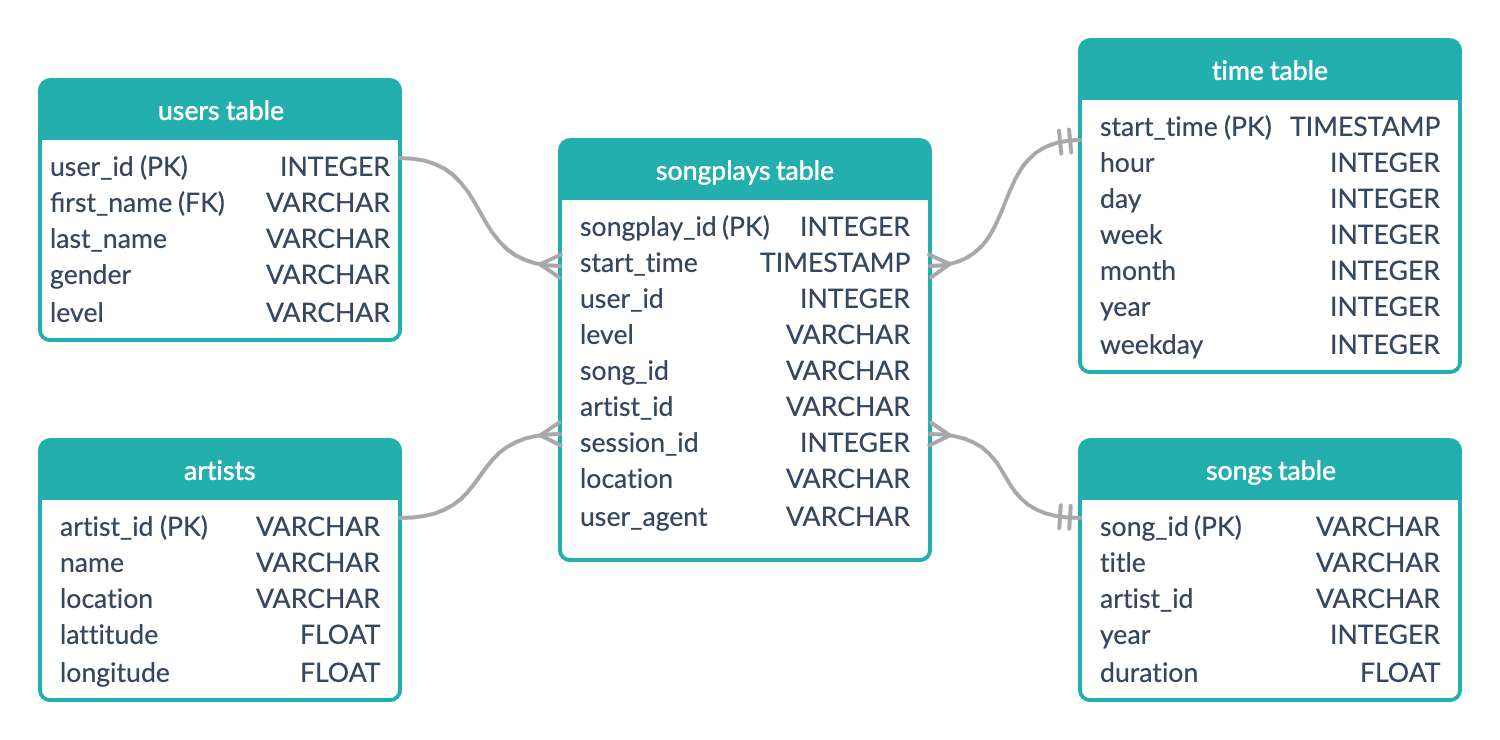 users table
user_id (PK) INTEGER
first_name (FK) VARCHAR
last_name VARCHAR
gender VARCHAR
level VARCHAR
artists
artist_id (PK) VARCHAR
name VARCHAR
location VARCHAR
lattitude FLOAT
longitude FLOAT
songplays table
songplay_id (PK) INTEGER
start_time TIMESTAMP
user_id INTEGER
level VARCHAR
song_id VARCHAR
artist_id VARCHAR
session_id INTEGER
location VARCHAR
user_agent VARCHAR
time table
start_time (PK) TIMESTAMP
hour INTEGER
day INTEGER
week INTEGER
month INTEGER
year INTEGER
weekday INTEGER
songs table
song_id (PK) VARCHAR
title VARCHAR
artist_id VARCHAR
year INTEGER
duration FLOAT